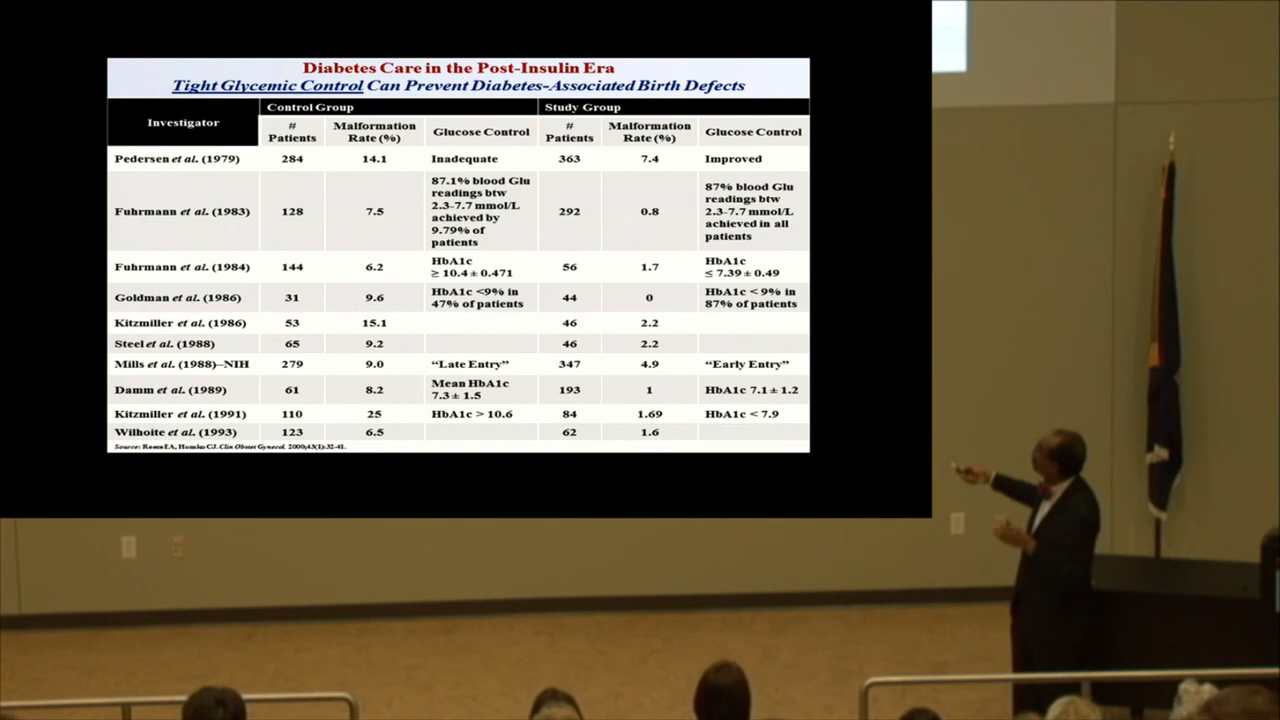 Diabetes Care in the Post-Insulin Era
Tight Glycemic Control Can Prevent Diabetes-Associated Birth Defects
Investigator Control Group Study Group
# Patients Malformation Rate (%) Glucose Control # Patients Malformation Rate (%) Glucose Control
Pedersen et al. (1979) 284 14.1 Inadequate 363 7.4 Improved
Fuhrmann et al. (1983) 128 7.5 87.1% blood Glu readings btw 2.3-7.7 mmol/L achieved by 9.79% of patients 292 0.8 87% blood Glu readings btw 2.3-7.7 mmol/L achieved in all patients
Fuhrmann et al. (1984) 144 6.2 HbA1c ≥ 10.4 ± 0.471 56 1.7 HbA1c ≤ 7.39 ± 0.49
Goldman et al. (1986) 31 9.6 HbA1c <9% in 47% of patients 44 0 HbA1c < 9% in 87% of patients
Kitzmiller et al. (1986) 53 15.1 46 2.2
Steel et al. (1988) 65 9.2 46 2.2
Mills et al. (1988)–NIH 279 9.0 “Late Entry” 347 4.9 “Early Entry”
Damm et al. (1989) 61 8.2 Mean HbA1c 7.3 ± 1.5 193 1 HbA1c 7.1 ± 1.2
Kitzmiller et al. (1991) 110 25 HbA1c > 10.6 84 1.69 HbA1c < 7.9
Wilhoite et al. (1993) 123 6.5 62 1.6
Source: Reece EA, Homko CJ. Clin Obstet Gynecol. 2000;43(1):32-41.